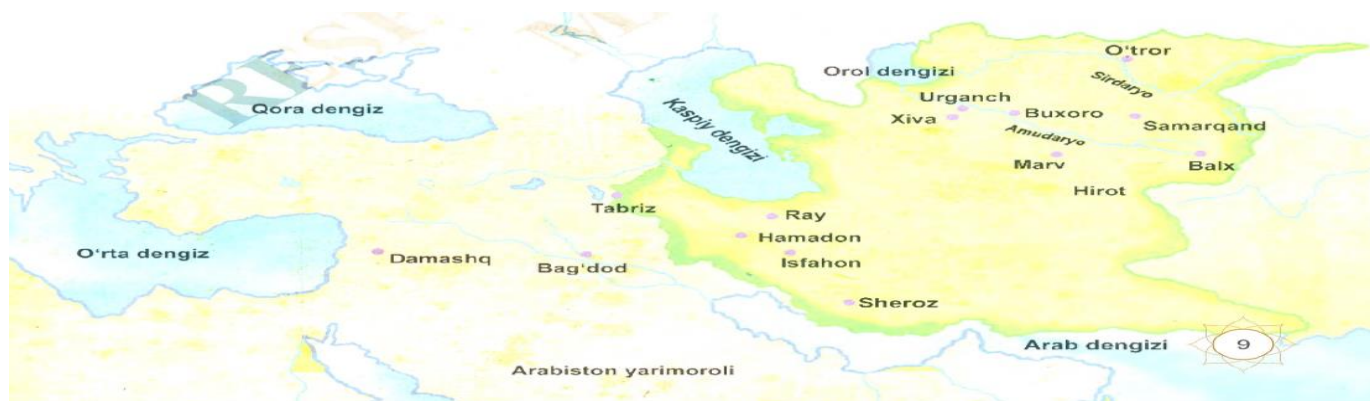 O‘tror
Orol dengizi
Sirdaryo
Qora dengiz
Kaspiy dengizi
Urganch
Buxoro
Xiva
Samarqand
Amudaryo
Marv
Balx
Hirot
Tabriz
Ray
Hamadon
O‘rta dengiz
Damashq
Bag‘dod
Isfahon
Sheroz
Arab dengizi
9
Arabiston yarimoroli